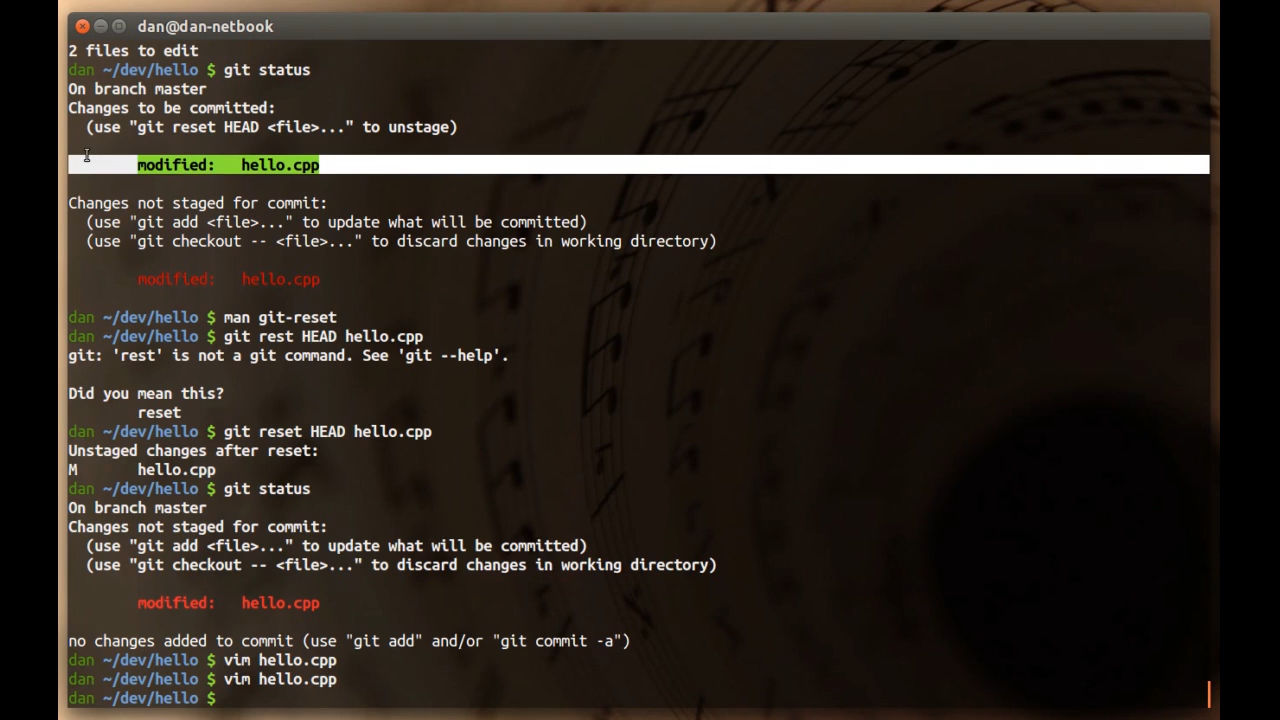 dan@dan-netbook
2 files to edit
dan ~/dev/hello $ git status
On branch master
Changes to be committed:
  (use "git reset HEAD <file>..." to unstage)
        modified:   hello.cpp
Changes not staged for commit:
  (use "git add <file>..." to update what will be committed)
  (use "git checkout -- <file>..." to discard changes in working directory)
        modified:   hello.cpp
dan ~/dev/hello $ man git-reset
dan ~/dev/hello $ git rest HEAD hello.cpp
git: 'rest' is not a git command. See 'git --help'.
Did you mean this?
        reset
dan ~/dev/hello $ git reset HEAD hello.cpp
Unstaged changes after reset:
M       hello.cpp
dan ~/dev/hello $ git status
On branch master
Changes not staged for commit:
  (use "git add <file>..." to update what will be committed)
  (use "git checkout -- <file>..." to discard changes in working directory)
        modified:   hello.cpp
no changes added to commit (use "git add" and/or "git commit -a")
dan ~/dev/hello $ vim hello.cpp
dan ~/dev/hello $ vim hello.cpp
dan ~/dev/hello $